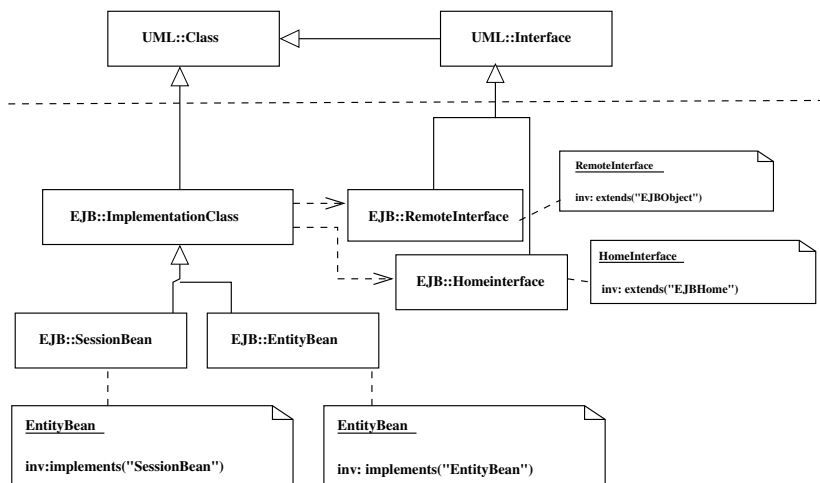 UML::Class
UML::Interface
RemoteInterface
inv: extends("EJBObject")
EJB::ImplementationClass
EJB::RemoteInterface
HomeInterface
inv: extends("EJBHome")
EJB::Homeinterface
EJB::SessionBean
EJB::EntityBean
EntityBean
inv:implements("SessionBean")
EntityBean
inv: implements("EntityBean")